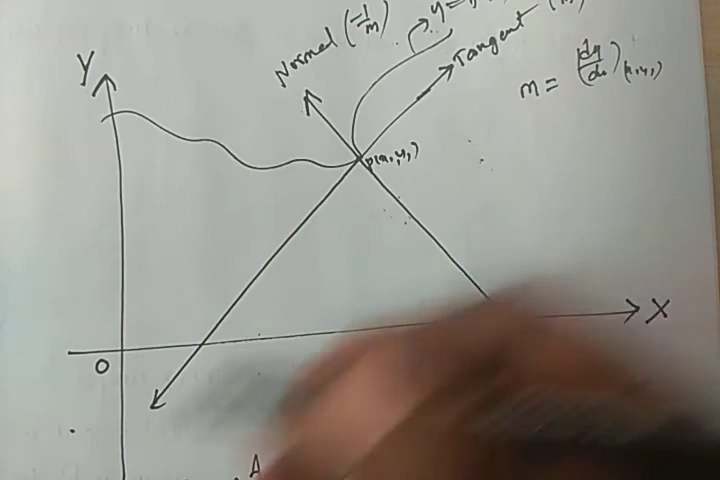 Y
Normal (-1/m)
y=
Tangent
m = (dy/dx)(x₁,y₁)
P(x₁,y₁)
X
O
A